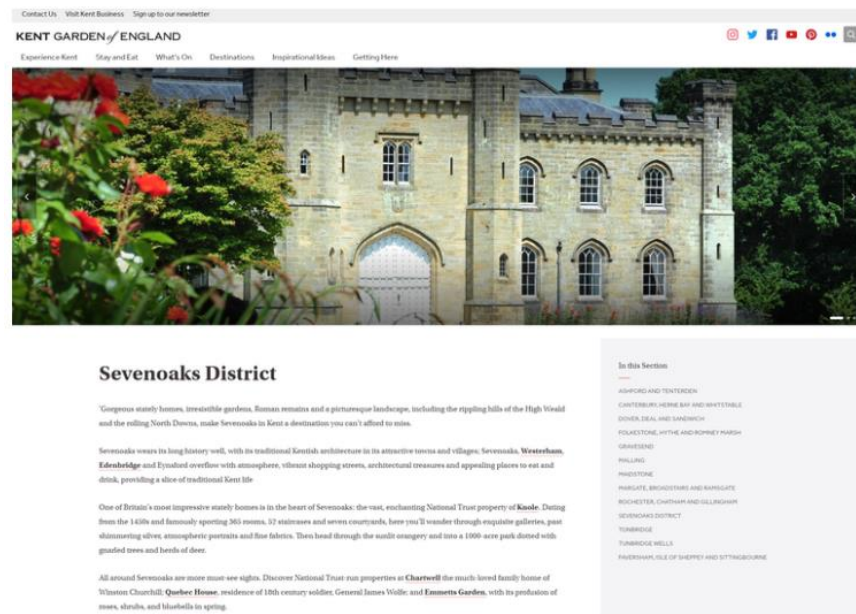 Contact Us Visit Kent Business Sign up to our newsletter
KENT GARDEN of ENGLAND
Experience Kent Stay and Eat What's On Destinations Inspirational Ideas Getting Here
Sevenoaks District
'Gorgeous stately homes, irresistible gardens, Roman remains and a picturesque landscape, including the rippling hills of the High Weald
and the rolling North Downs, make Sevenoaks in Kent a destination you can't afford to miss.
Sevenoaks wears its long history well, with its traditional Kentish architecture in its attractive towns and villages; Sevenoaks, Westerham,
Edenbridge and Eynsford overflow with atmosphere, vibrant shopping streets, architectural treasures and appealing places to eat and
drink, providing a slice of traditional Kent life
One of Britain's most impressive stately homes is in the heart of Sevenoaks: the vast, enchanting National Trust property of Knole. Dating
from the 1450s and famously sporting 365 rooms, 52 staircases and seven courtyards, here you'll wander through exquisite galleries, past
shimmering silver, atmospheric portraits and fine fabrics. Then head through the sunlit orangery and into a 1000-acre park dotted with
gnarled trees and herds of deer.
All around Sevenoaks are more must-see sights. Discover National Trust-run properties at Chartwell the much-loved family home of
Winston Churchill; Quebec House, residence of 18th century soldier, General James Wolfe; and Emmetts Garden, with its profusion of
roses, shrubs, and bluebells in spring.
In this Section
ASHFORD AND TENTERDEN
CANTERBURY, HERNE BAY AND WHITSTABLE
DOVER, DEAL AND SANDWICH
FOLKESTONE, HYTHE AND ROMNEY MARSH
GRAVESEND
MALLING
MAIDSTONE
MARGATE, BROADSTAIRS AND RAMSGATE
ROCHESTER, CHATHAM AND GILLINGHAM
SEVENOAKS DISTRICT
TONBRIDGE
TUNBRIDGE WELLS
FAVERSHAM, ISLE OF SHEPPEY AND SITTINGBOURNE